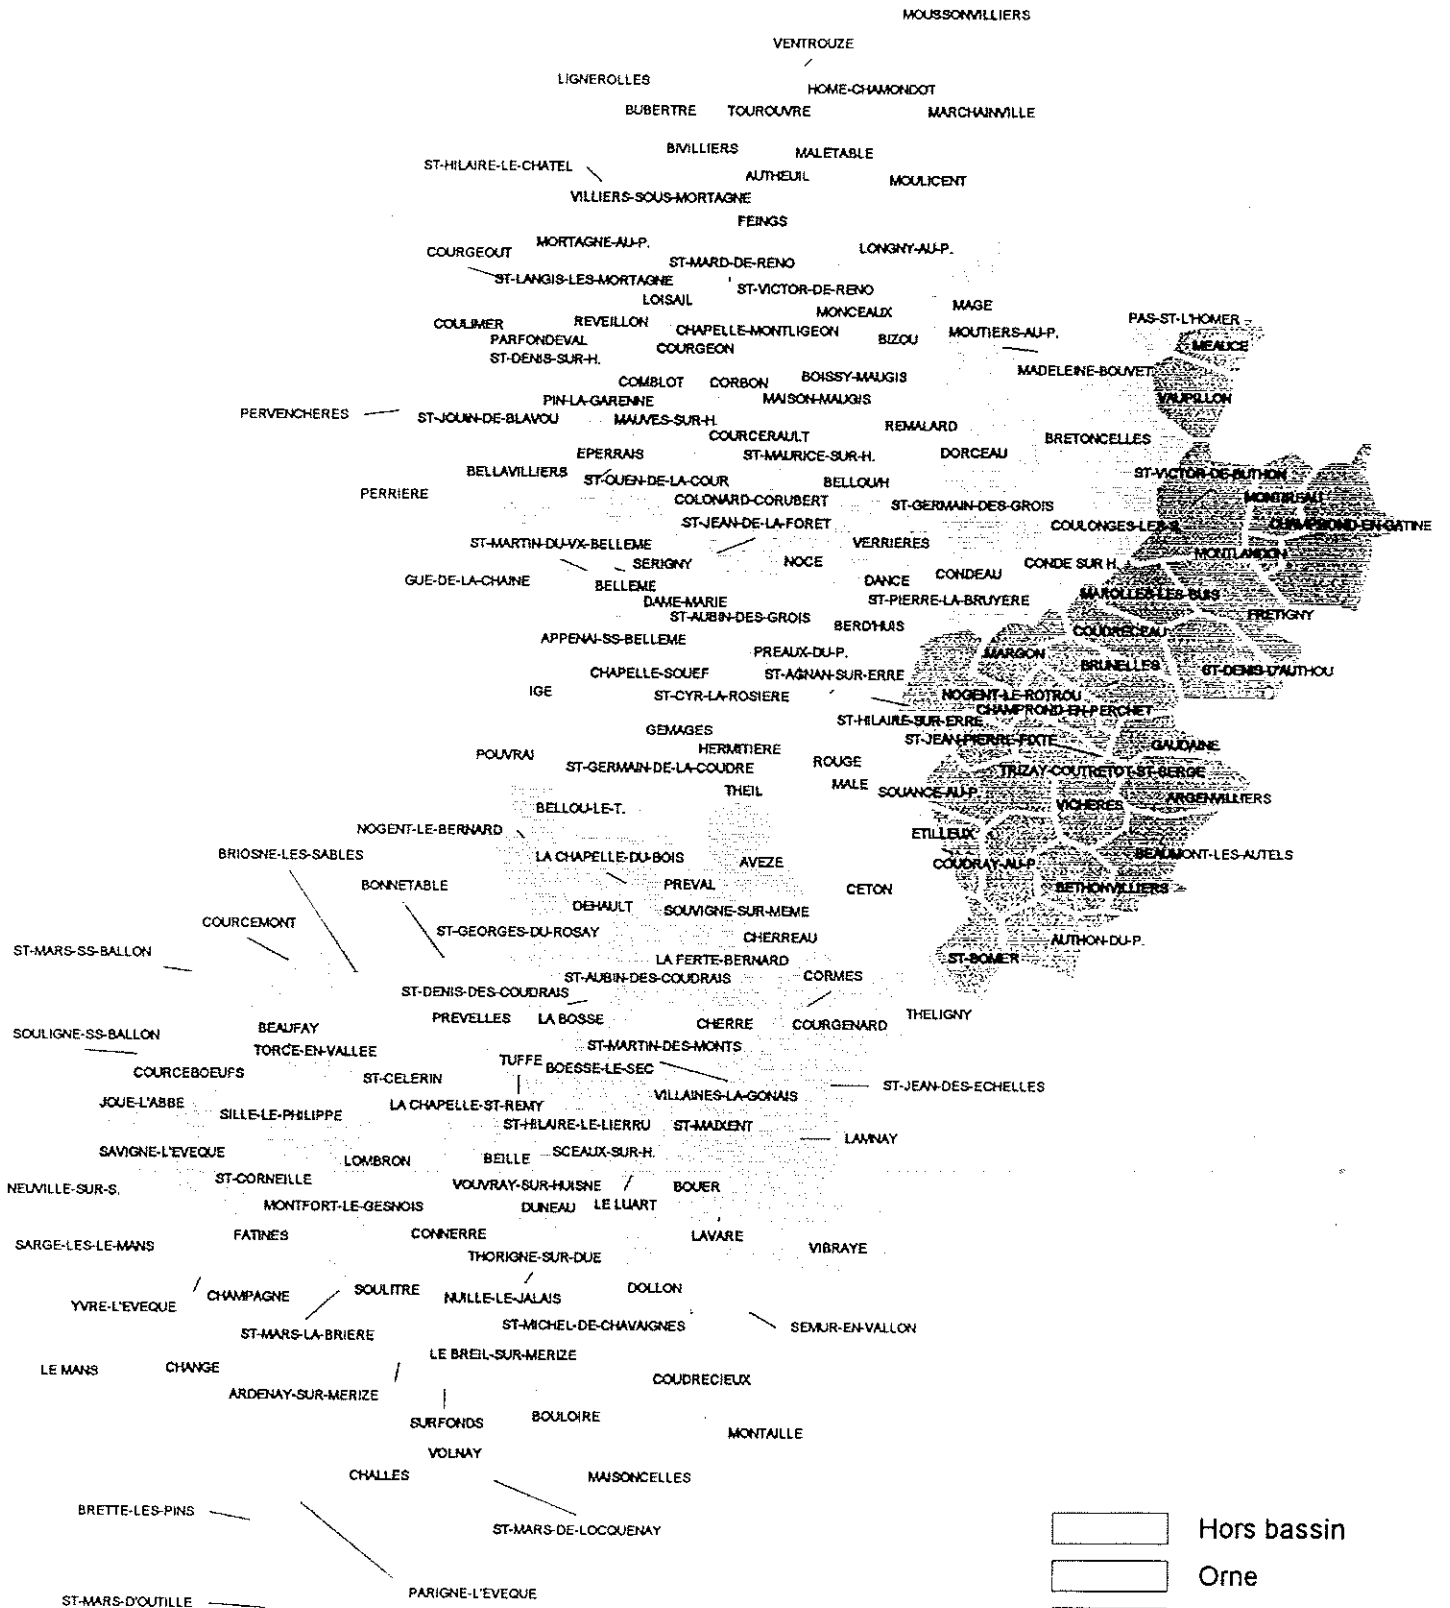 MOUSSONVILLIERS
VENTROUZE
LIGNEROLLES
HOME-CHAMONDOT
BUBERTRE
TOUROUVRE
MARCHAINVILLE
BIVILLIERS
MALETABLE
ST-HILAIRE-LE-CHATEL
AUTHEUIL
MOULICENT
VILLIERS-SOUS-MORTAGNE
FEINGS
MORTAGNE-AU-P.
COURGEOUT
LONGNY-AU-P.
ST-MARD-DE-RENO
ST-LANGIS-LES-MORTAGNE
ST-VICTOR-DE-RENO
LOISAIL
MONCEAUX
MAGE
COULIMER
REVEILLON
CHAPELLE-MONTLIGEON
BIZOU
MOUTIERS-AU-P.
PAS-ST-L'HOMER
PARFONDEVAL
COURGEON
MEAUCE
ST-DENIS-SUR-H.
MADELEINE-BOUVET
COMBLOT
CORBON
BOISSY-MAUGIS
PIN-LA-GARENNE
MAISON-MAUGIS
VAUPILLON
PERVENCHERES
ST-JOUIN-DE-BLAVOU
MAUVES-SUR-H.
REMALARD
COURCERAULT
BRETONCELLES
EPERRAIS
ST-MAURICE-SUR-H.
DORCEAU
BELLAVILLIERS
ST-OUEN-DE-LA-COUR
BELLOU/H
ST-VICTOR-DE-BUTHON
PERRIERE
COLONARD-CORUBERT
ST-GERMAIN-DES-GROIS
MONTIREAU
ST-JEAN-DE-LA-FORET
COULONGES-LES-S.
CHAMPROND-EN-GATINE
ST-MARTIN-DU-VX-BELLEME
VERRIERES
SERIGNY
NOCE
CONDE SUR H.
MONTLANDON
GUE-DE-LA-CHAINE
BELLEME
DANCE
CONDEAU
DAME-MARIE
ST-PIERRE-LA-BRUYERE
MAROLLES-LES-BUIS
ST-AUBIN-DES-GROIS
BERD'HUIS
FRETIGNY
APPENAI-SS-BELLEME
COUDRECEAU
PREAUX-DU-P.
MARGON
BRUNELLES
CHAPELLE-SOUEF
ST-AGNAN-SUR-ERRE
ST-DENIS-D'AUTHOU
IGE
ST-CYR-LA-ROSIERE
NOGENT-LE-ROTROU
CHAMPROND-EN-PERCHET
ST-HILAIRE-SUR-ERRE
GEMAGES
ST-JEAN-PIERRE-FIXTE
GAUDAINE
POUVRAI
HERMITIERE
ROUGE
ST-GERMAIN-DE-LA-COUDRE
TRIZAY-COUTRETOT-ST-SERGE
THEIL
MALE
SOUANCE-AU-P.
ARGENVILLIERS
BELLOU-LE-T.
VICHERES
NOGENT-LE-BERNARD
ETILLEUX
BRIOSNE-LES-SABLES
LA CHAPELLE-DU-BOIS
AVEZE
COUDRAY-AU-P
BEAUMONT-LES-AUTELS
BONNETABLE
PREVAL
CETON
BETHONVILLIERS
DEHAULT
SOUVIGNE-SUR-MEME
COURCEMONT
ST-GEORGES-DU-ROSAY
CHERREAU
AUTHON-DU-P.
ST-MARS-SS-BALLON
LA FERTE-BERNARD
ST-BOMER
ST-AUBIN-DES-COUDRAIS
CORMES
ST-DENIS-DES-COUDRAIS
PREVELLES
LA BOSSE
CHERRE
COURGENARD
THELIGNY
SOULIGNE-SS-BALLON
BEAUFAY
TORCE-EN-VALLEE
ST-MARTIN-DES-MONTS
COURCEBOEUFS
TUFFE
BOESSE-LE-SEC
ST-CELERIN
ST-JEAN-DES-ECHELLES
JOUE-L'ABBE
SILLE-LE-PHILIPPE
LA CHAPELLE-ST-REMY
VILLAINES-LA-GONAIS
ST-HILAIRE-LE-LIERRU
ST-MAIXENT
LAMNAY
SAVIGNE-L'EVEQUE
LOMBRON
BEILLE
SCEAUX-SUR-H.
ST-CORNEILLE
VOUVRAY-SUR-HUISNE
BOUER
NEUVILLE-SUR-S.
MONTFORT-LE-GESNOIS
DUNEAU
LE LUART
SARGE-LES-LE-MANS
FATINES
CONNERRE
LAVARE
VIBRAYE
THORIGNE-SUR-DUE
YVRE-L'EVEQUE
CHAMPAGNE
SOULITRE
NUILLE-LE-JALAIS
DOLLON
ST-MARS-LA-BRIERE
ST-MICHEL-DE-CHAVAIGNES
SEMUR-EN-VALLON
LE MANS
CHANGE
LE BREIL-SUR-MERIZE
ARDENAY-SUR-MERIZE
COUDRECIEUX
SURFONDS
BOULOIRE
MONTAILLE
VOLNAY
CHALLES
MAISONCELLES
BRETTE-LES-PINS
ST-MARS-DE-LOCQUENAY
Hors bassin
Orne
PARIGNE-L'EVEQUE
ST-MARS-D'OUTILLE